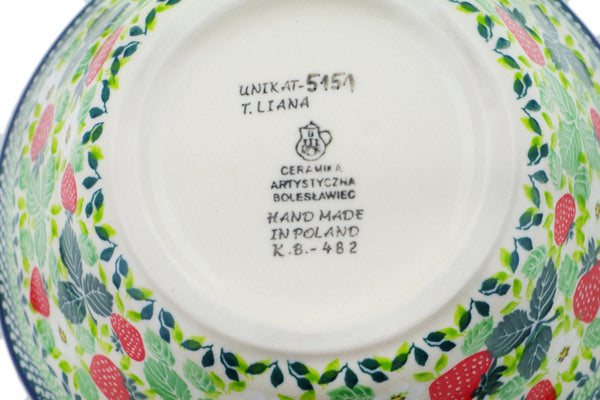 UNIKAT-5151
T. LIANA
CERAMIKA
ARTYSTYCZNA
BOLESŁAWIEC
HAND MADE
IN POLAND
K.B.-482